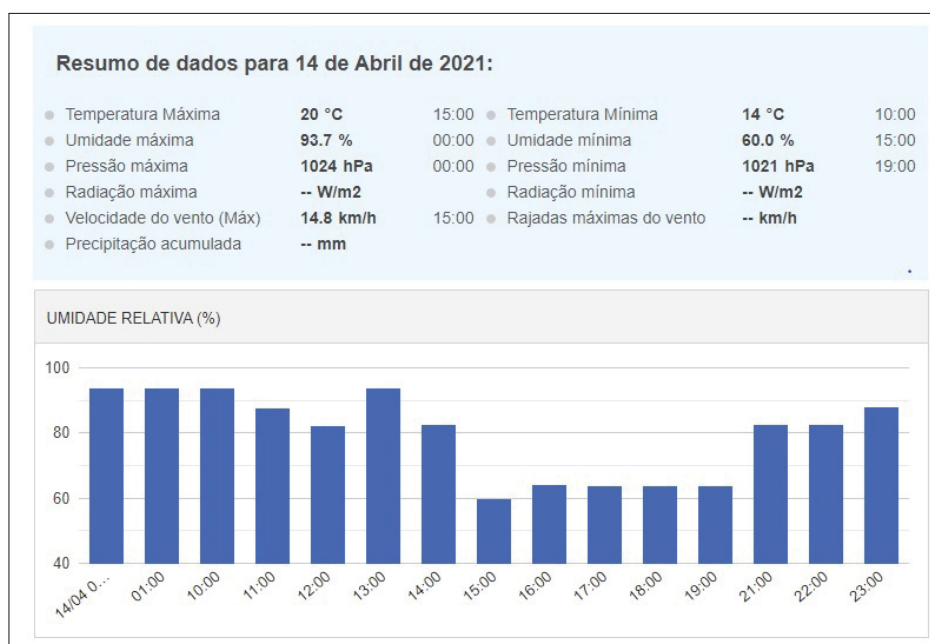 Resumo de dados para 14 de Abril de 2021:
Temperatura Máxima 20 °C 15:00 Temperatura Mínima 14 °C 10:00
Umidade máxima 93.7 % 00:00 Umidade mínima 60.0 % 15:00
Pressão máxima 1024 hPa 00:00 Pressão mínima 1021 hPa 19:00
Radiação máxima -- W/m2 Radiação mínima -- W/m2
Velocidade do vento (Máx) 14.8 km/h 15:00 Rajadas máximas do vento -- km/h
Precipitação acumulada -- mm
UMIDADE RELATIVA (%)
100
80
60
40
14/04 0... 01:00 10:00 11:00 12:00 13:00 14:00 15:00 16:00 17:00 18:00 19:00 21:00 22:00 23:00